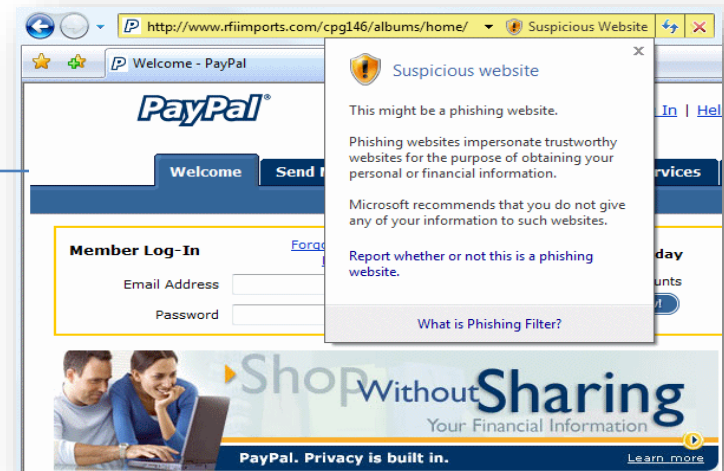 http://www.rfiimports.com/cpg146/albums/home/ Suspicious Website
Welcome - PayPal
Suspicious website
This might be a phishing website.
Phishing websites impersonate trustworthy
websites for the purpose of obtaining your
personal or financial information.
Microsoft recommends that you do not give
any of your information to such websites.
Report whether or not this is a phishing
website.
What is Phishing Filter?
PayPal®
In | Hel
Welcome
Send
rvices
Member Log-In
Forgo
day
Email Address
unts
Password
Shop Without Sharing
Your Financial Information
PayPal. Privacy is built in.
Learn more